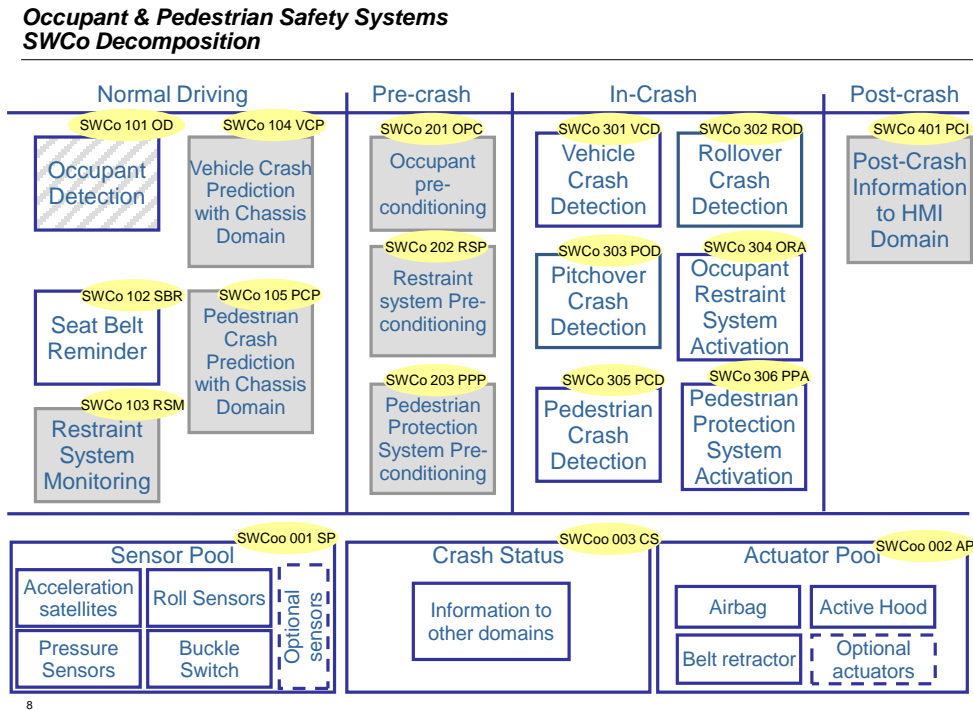 Occupant & Pedestrian Safety Systems
SWCo Decomposition
Normal Driving
Pre-crash
In-Crash
Post-crash
SWCo 101 OD
Occupant
Detection
SWCo 104 VCP
Vehicle Crash
Prediction
with Chassis
Domain
SWCo 102 SBR
Seat Belt
Reminder
SWCo 105 PCP
Pedestrian
Crash
Prediction
with Chassis
Domain
SWCo 103 RSM
Restraint
System
Monitoring
SWCo 201 OPC
Occupant
pre-
conditioning
SWCo 202 RSP
Restraint
system Pre-
conditioning
SWCo 203 PPP
Pedestrian
Protection
System Pre-
conditioning
SWCo 301 VCD
Vehicle
Crash
Detection
SWCo 302 ROD
Rollover
Crash
Detection
SWCo 303 POD
Pitchover
Crash
Detection
SWCo 304 ORA
Occupant
Restraint
System
Activation
SWCo 305 PCD
Pedestrian
Crash
Detection
SWCo 306 PPA
Pedestrian
Protection
System
Activation
SWCo 401 PCI
Post-Crash
Information
to HMI
Domain
SWCoo 001 SP
Sensor Pool
Acceleration
satellites
Roll Sensors
Pressure
Sensors
Buckle
Switch
Optional
sensors
SWCoo 003 CS
Crash Status
Information to
other domains
SWCoo 002 AP
Actuator Pool
Airbag
Active Hood
Belt retractor
Optional
actuators
8